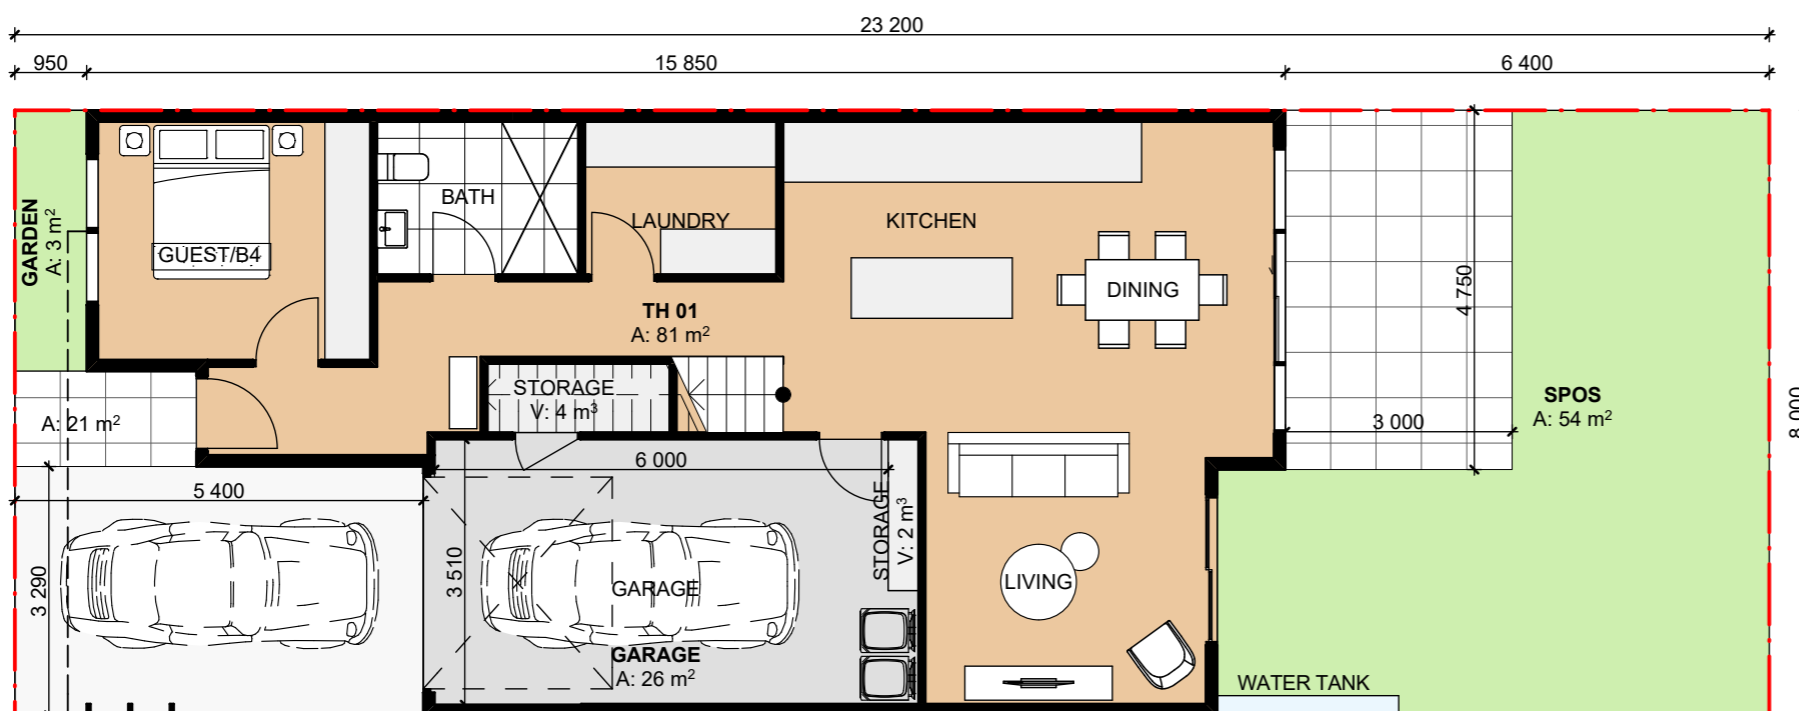 23 200
950
15 850
6 400
GARDEN
A: 3 m²
GUEST/B4
BATH
LAUNDRY
KITCHEN
DINING
4 750
TH 01
A: 81 m²
STORAGE
V: 4 m³
A: 21 m²
3 000
SPOS
A: 54 m²
8 000
6 000
5 400
STORAGE
V: 2 m³
3 290
3 510
GARAGE
LIVING
GARAGE
A: 26 m²
WATER TANK